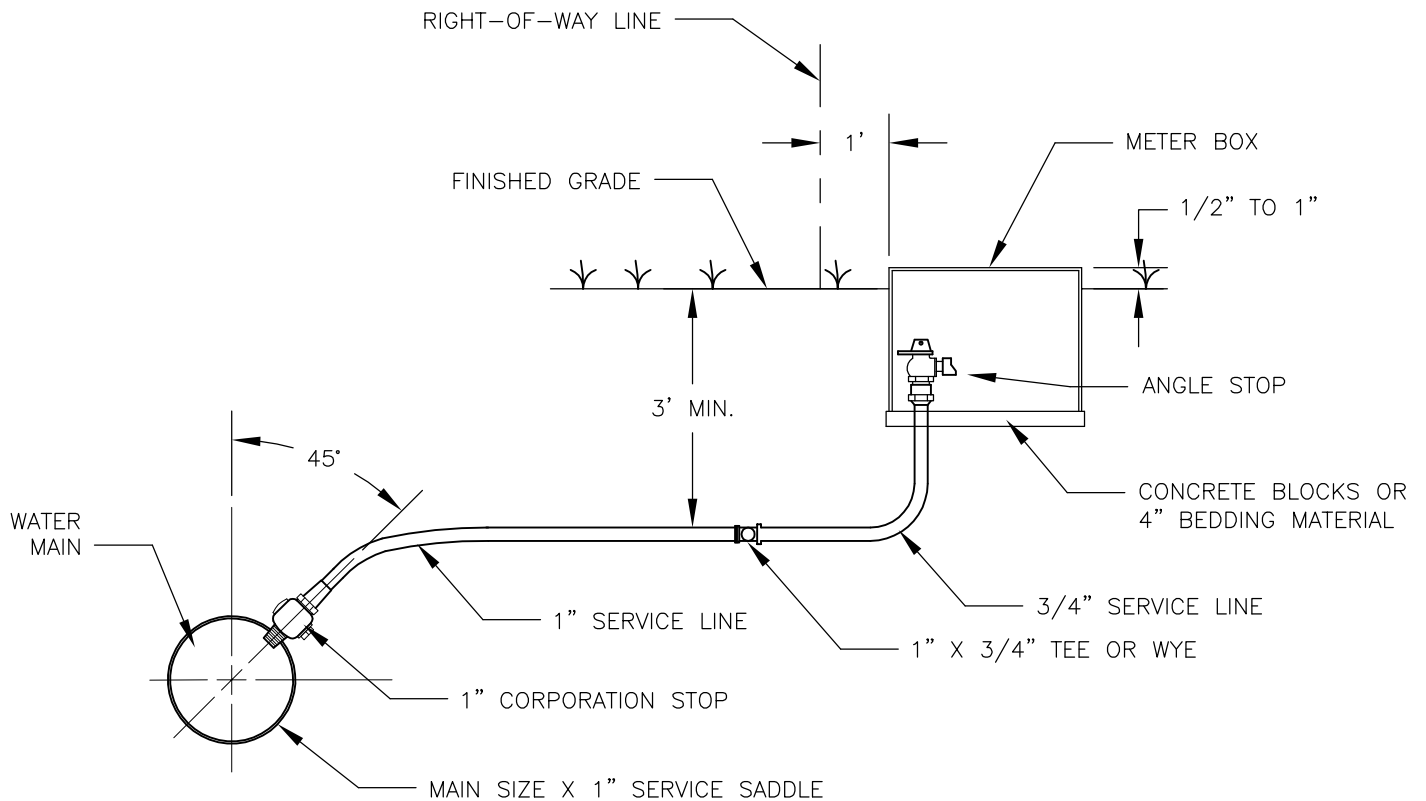 RIGHT-OF-WAY LINE
1'
METER BOX
FINISHED GRADE
1/2" TO 1"
3' MIN.
ANGLE STOP
45°
CONCRETE BLOCKS OR
4" BEDDING MATERIAL
WATER
MAIN
1" SERVICE LINE
3/4" SERVICE LINE
1" X 3/4" TEE OR WYE
1" CORPORATION STOP
MAIN SIZE X 1" SERVICE SADDLE